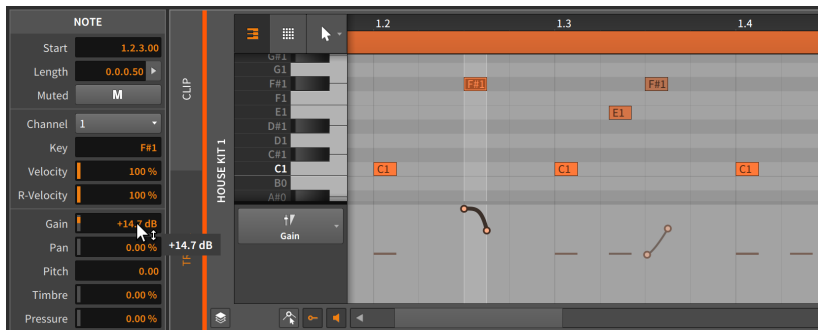 NOTE
Start 1.2.3.00
Length 0.0.0.50
Muted M
Channel 1
Key F#1
Velocity 100 %
R-Velocity 100 %
Gain +14.7 dB
Pan 0.00 %
Pitch 0.00
Timbre 0.00 %
Pressure 0.00 %
+14.7 dB
CLIP
HOUSE KIT 1
1.2 1.3 1.4
G#1
G1
F#1 F#1 F#1
F1
E1 E1
D#1
D1
C#1
C1 C1 C1 C1
B0
A#0
Gain